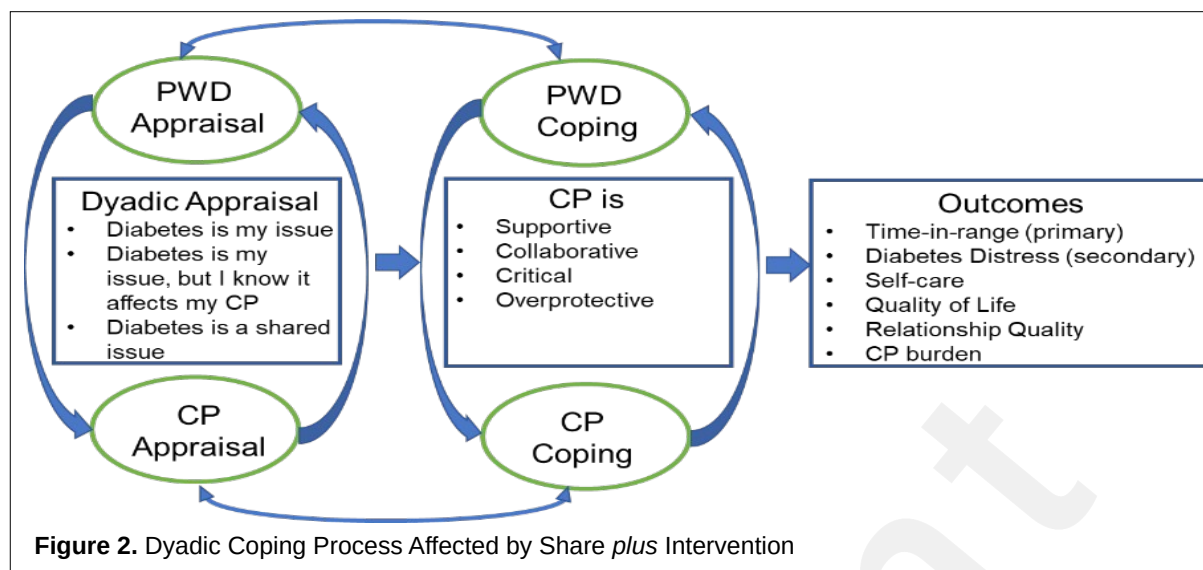 PWD
Appraisal
PWD
Coping
Dyadic Appraisal
• Diabetes is my issue
• Diabetes is my
issue, but I know it
affects my CP
• Diabetes is a shared
issue
CP is
• Supportive
• Collaborative
• Critical
• Overprotective
Outcomes
• Time-in-range (primary)
• Diabetes Distress (secondary)
• Self-care
• Quality of Life
• Relationship Quality
• CP burden
CP
Appraisal
CP
Coping
Figure 2. Dyadic Coping Process Affected by Share plus Intervention